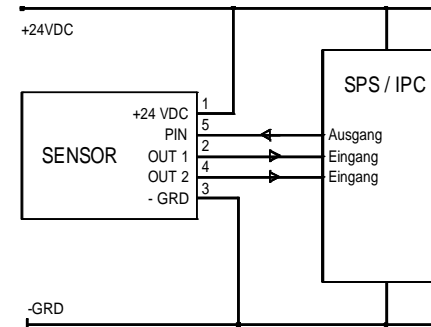 +24VDC
SPS / IPC
+24 VDC 1
PIN 5 Ausgang
SENSOR OUT 1 2 Eingang
OUT 2 4 Eingang
- GRD 3
-GRD